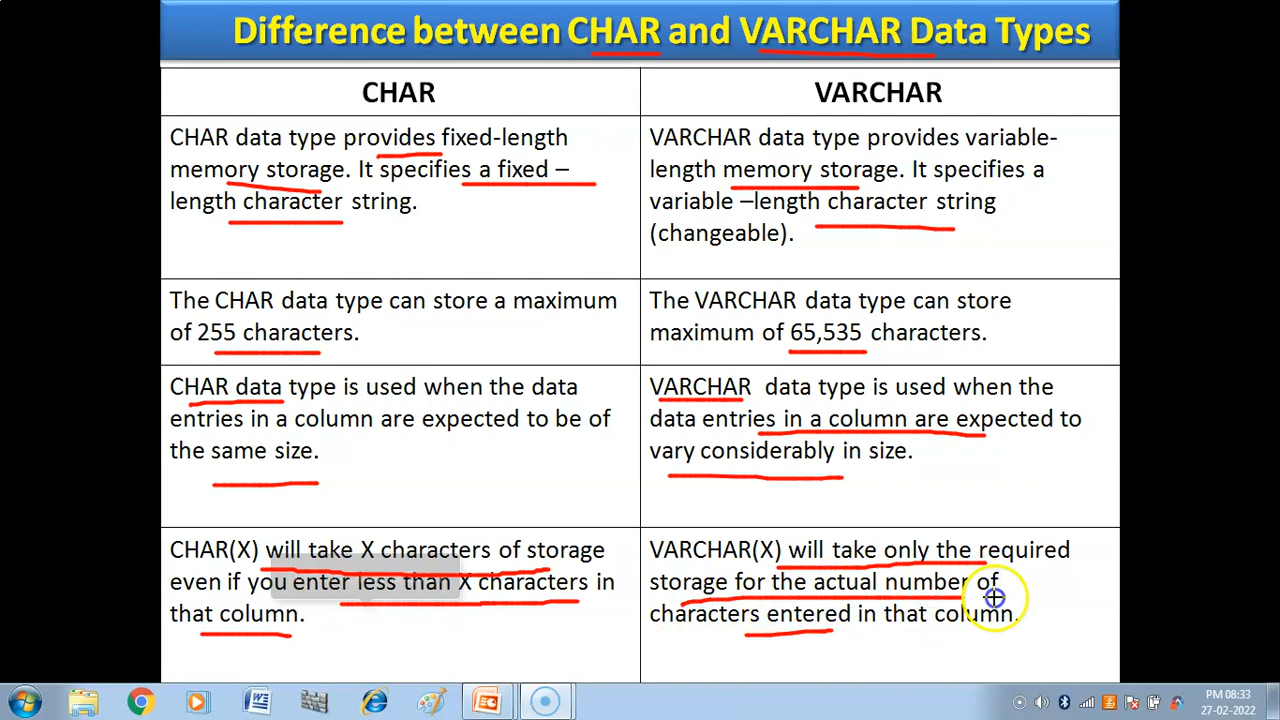 Difference between CHAR and VARCHAR Data Types
CHAR
VARCHAR
CHAR data type provides fixed-length
memory storage. It specifies a fixed –
length character string.
VARCHAR data type provides variable-
length memory storage. It specifies a
variable –length character string
(changeable).
The CHAR data type can store a maximum
of 255 characters.
The VARCHAR data type can store
maximum of 65,535 characters.
CHAR data type is used when the data
entries in a column are expected to be of
the same size.
VARCHAR data type is used when the
data entries in a column are expected to
vary considerably in size.
CHAR(X) will take X characters of storage
even if you enter less than X characters in
that column.
VARCHAR(X) will take only the required
storage for the actual number of
characters entered in that column.
PM 08:33
27-02-2022